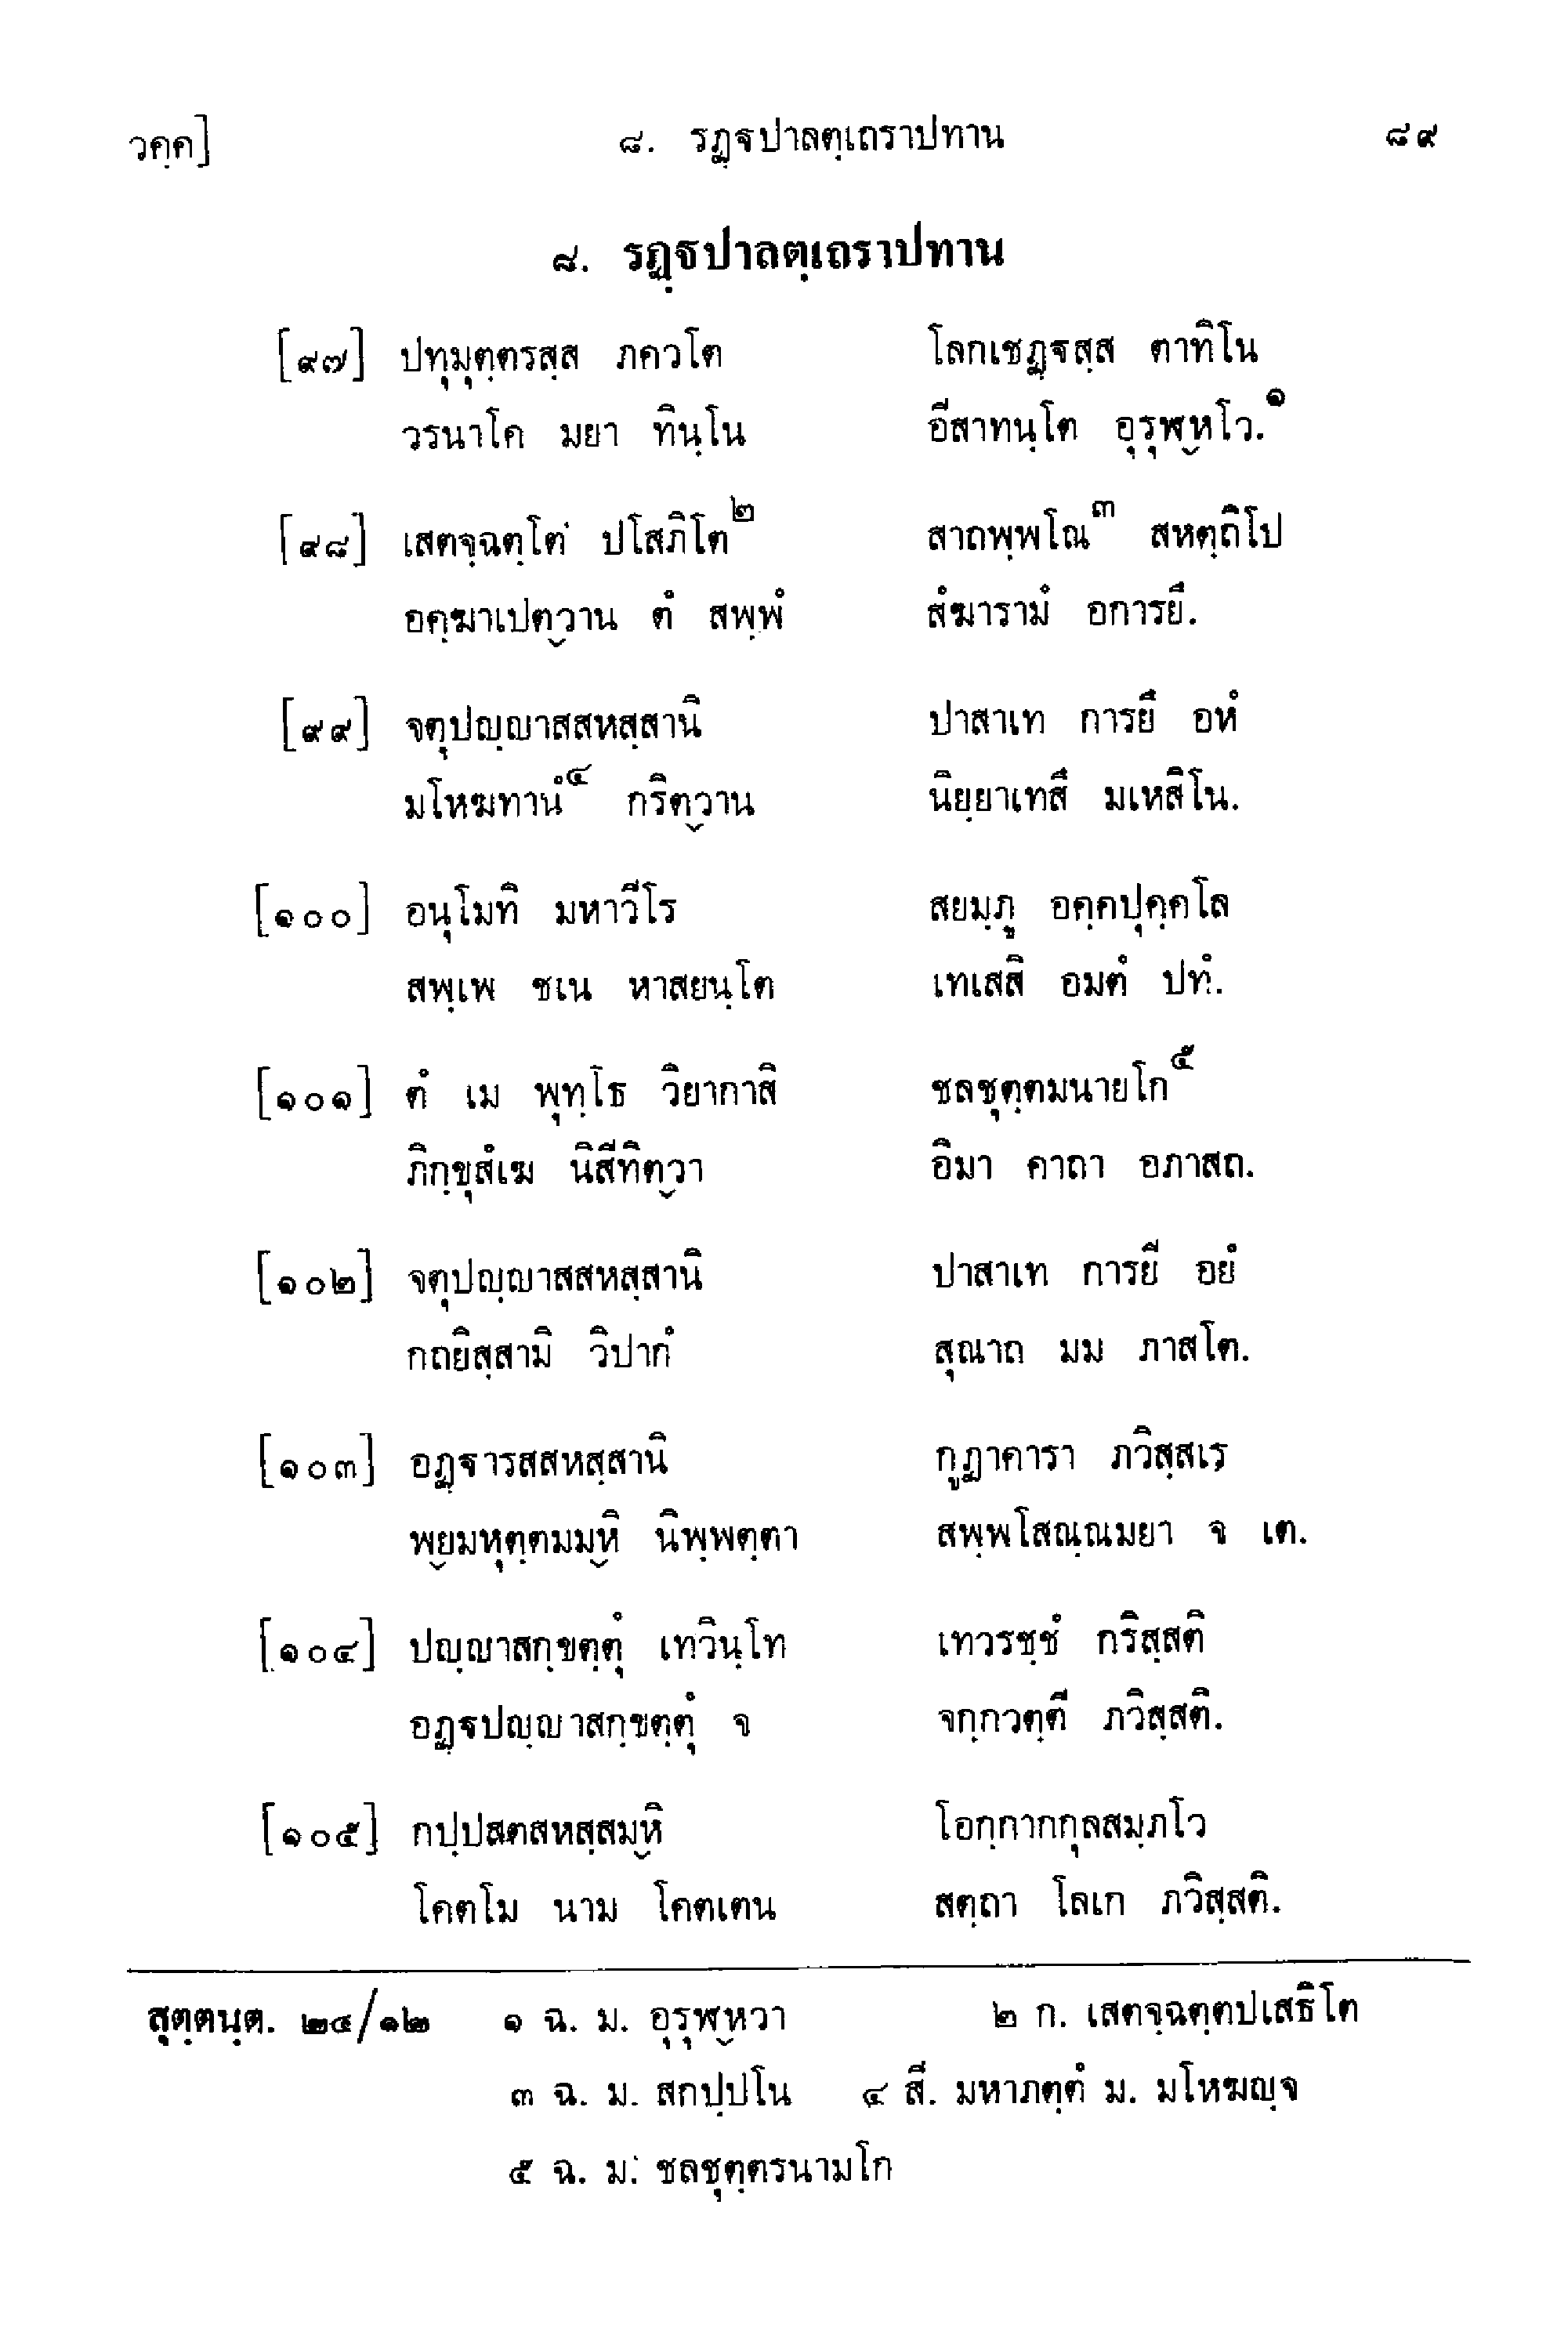 วคฺค] ๘. รฏฺฐปาลตฺเถราปทาน ๘๙
๘. รฏฺฐปาลตฺเถราปทาน
[๙๗] ปทุมุตฺตรสฺส ภควโต โลกเชฏฺฐสฺส ตาทิโน
วรนาโค มยา ทินฺโน อีสาทนฺโต อุรุฬฺหโว.๑
[๙๘] เสตจฺฉตฺโต ปโสภิโต๒ สาถพฺพโณ๓ สหตฺถิโป
อคฺฆาเปตฺวาน ตํ สพฺพํ สํฆารามํ อการยึ.
[๙๙] จตุปญฺญาสสหสฺสานิ ปาสาเท การยึ อหํ
มโหฆทานํ๔ กริตฺวาน นิยฺยาเทสึ มเหสิโน.
[๑๐๐] อนุโมทิ มหาวีโร สยมฺภู อคฺคปุคฺคโล
สพฺเพ ชเน หาสยนฺโต เทเสสิ อมตํ ปทํ.
[๑๐๑] ตํ เม พุทฺโธ วิยากาสิ ชลชุตฺตมนายโก๕
ภิกฺขุสํเฆ นิสีทิตฺวา อิมา คาถา อภาสถ.
[๑๐๒] จตุปญฺญาสสหสฺสานิ ปาสาเท การยี อยํ
กถยิสฺสามิ วิปากํ สุณาถ มม ภาสโต.
[๑๐๓] อฏฺฐารสสหสฺสานิ กูฏาคารา ภวิสฺสเร
พฺยมหุตฺตมมฺหิ นิพฺพตฺตา สพฺพโสณฺณมยา จ เต.
[๑๐๔] ปญฺญาสกฺขตฺตุํ เทวินฺโท เทวรชฺชํ กริสฺสติ
อฏฺฐปญฺญาสกฺขตฺตุํ จ จกฺกวตฺตี ภวิสฺสติ.
[๑๐๕] กปฺปสตสหสฺสมฺหิ โอกฺกากกุลสมฺภโว
โคตโม นาม โคตเตน สตฺถา โลเก ภวิสฺสติ.
สุตฺตนฺต. ๒๔/๑๒ ๑ ฉ. ม. อุรุฬฺหวา ๒ ก. เสตจฺฉตฺตปเสธิโต
๓ ฉ. ม. สกปฺปโน ๔ สี. มหาภตฺตํ ม. มโหฆญฺจ
๕ ฉ. ม. ชลชุตฺตรนามโก